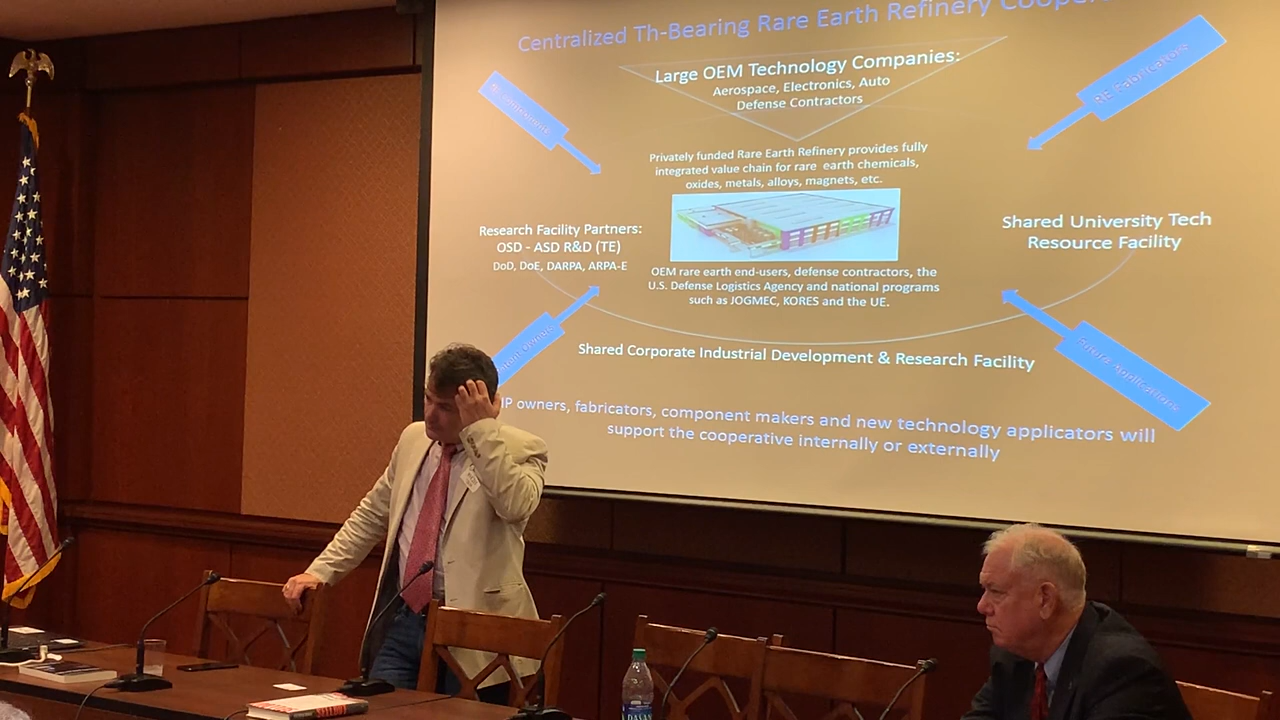 Centralized Th-Bearing Rare Earth Refinery
Large OEM Technology Companies:
Aerospace, Electronics, Auto
Defense Contractors
RE Fabricators
Privately funded Rare Earth Refinery provides fully
integrated value chain for rare earth chemicals,
oxides, metals, alloys, magnets, etc.
Research Facility Partners:
OSD - ASD R&D (TE)
DoD, DoE, DARPA, ARPA-E
Shared University Tech
Resource Facility
OEM rare earth end-users, defense contractors, the
U.S. Defense Logistics Agency and national programs
such as JOGMEC, KORES and the UE.
Future Applications
Shared Corporate Industrial Development & Research Facility
IP owners, fabricators, component makers and new technology applicators will
support the cooperative internally or externally
DASANI